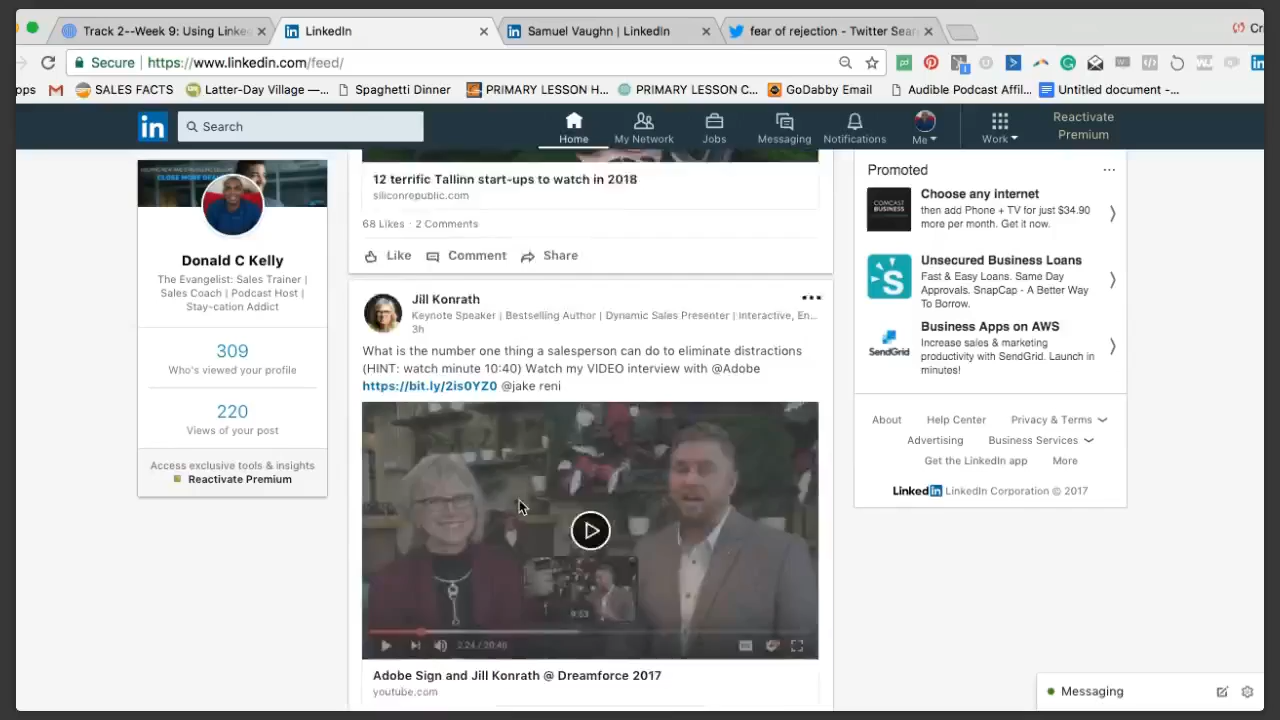 Track 2--Week 9: Using Linke
LinkedIn
Samuel Vaughn | LinkedIn
fear of rejection - Twitter Sear
Secure
https://www.linkedin.com/feed/
pps
SALES FACTS
Latter-Day Village —...
Spaghetti Dinner
PRIMARY LESSON H...
PRIMARY LESSON C...
GoDabby Email
Audible Podcast Affil...
Untitled document -...
in
Search
Home
My Network
Jobs
Messaging
Notifications
Me
Work
Reactivate
Premium
CLOSE MORE DEA
Donald C Kelly
The Evangelist: Sales Trainer |
Sales Coach | Podcast Host |
Stay-cation Addict
309
Who's viewed your profile
220
Views of your post
Access exclusive tools & insights
Reactivate Premium
12 terrific Tallinn start-ups to watch in 2018
siliconrepublic.com
68 Likes · 2 Comments
Like
Comment
Share
Jill Konrath
Keynote Speaker | Bestselling Author | Dynamic Sales Presenter | Interactive, En...
3h
What is the number one thing a salesperson can do to eliminate distractions
(HINT: watch minute 10:40) Watch my VIDEO interview with @Adobe
https://bit.ly/2is0YZ0 @jake reni
9:53
2:24 / 20:46
Adobe Sign and Jill Konrath @ Dreamforce 2017
youtube.com
Promoted
COMCAST
BUSINESS
Choose any internet
then add Phone + TV for just $34.90
more per month. Get it now.
Unsecured Business Loans
Fast & Easy Loans. Same Day
Approvals. SnapCap - A Better Way
To Borrow.
SendGrid
Business Apps on AWS
Increase sales & marketing
productivity with SendGrid. Launch in
minutes!
About
Help Center
Privacy & Terms
Advertising
Business Services
Get the LinkedIn app
More
LinkedIn LinkedIn Corporation © 2017
Messaging